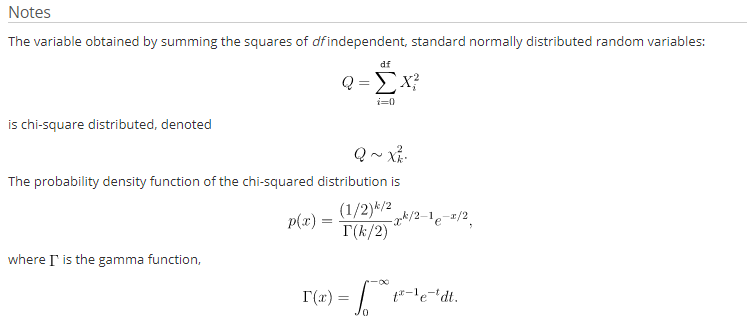 Notes
The variable obtained by summing the squares of df independent, standard normally distributed random variables:
Q = \sum_{i=0}^{df} X_i^2
is chi-square distributed, denoted
Q \sim \chi_k^2.
The probability density function of the chi-squared distribution is
p(x) = \frac{(1/2)^{k/2}}{\Gamma(k/2)} x^{k/2-1} e^{-x/2},
where Γ is the gamma function,
\Gamma(x) = \int_0^{-\infty} t^{x-1} e^{-t} dt.